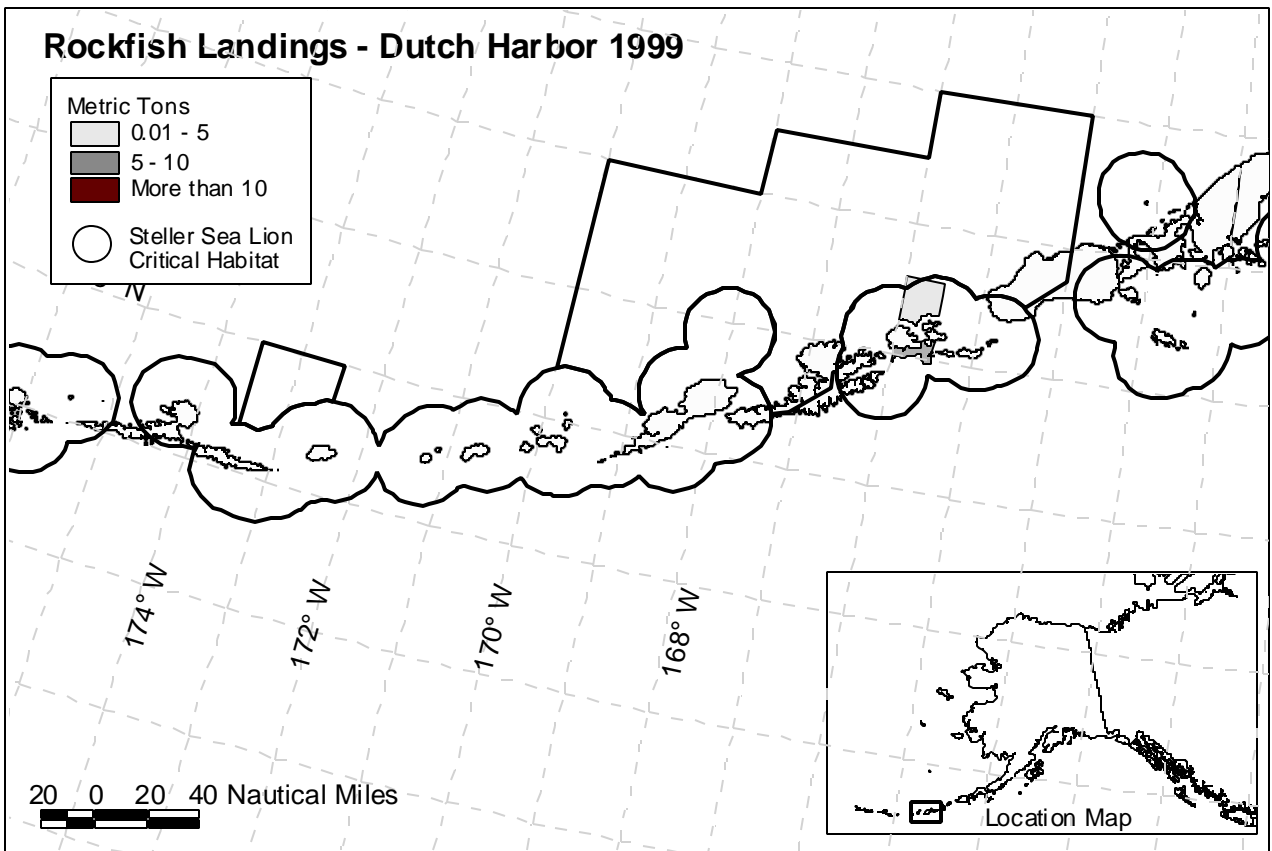 Rockfish Landings - Dutch Harbor 1999
Metric Tons
0.01 - 5
5 - 10
More than 10
Steller Sea Lion
Critical Habitat
N
174° W
172° W
170° W
168° W
20 0 20 40 Nautical Miles
Location Map